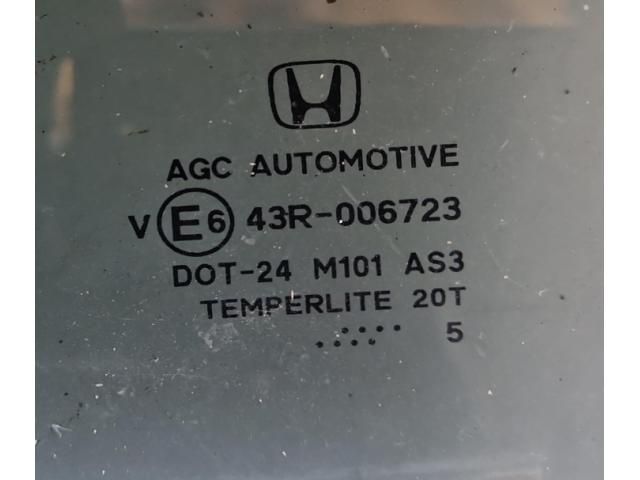 AGC AUTOMOTIVE
V E6 43R-006723
DOT-24 M101 AS3
TEMPERLITE 20T
5